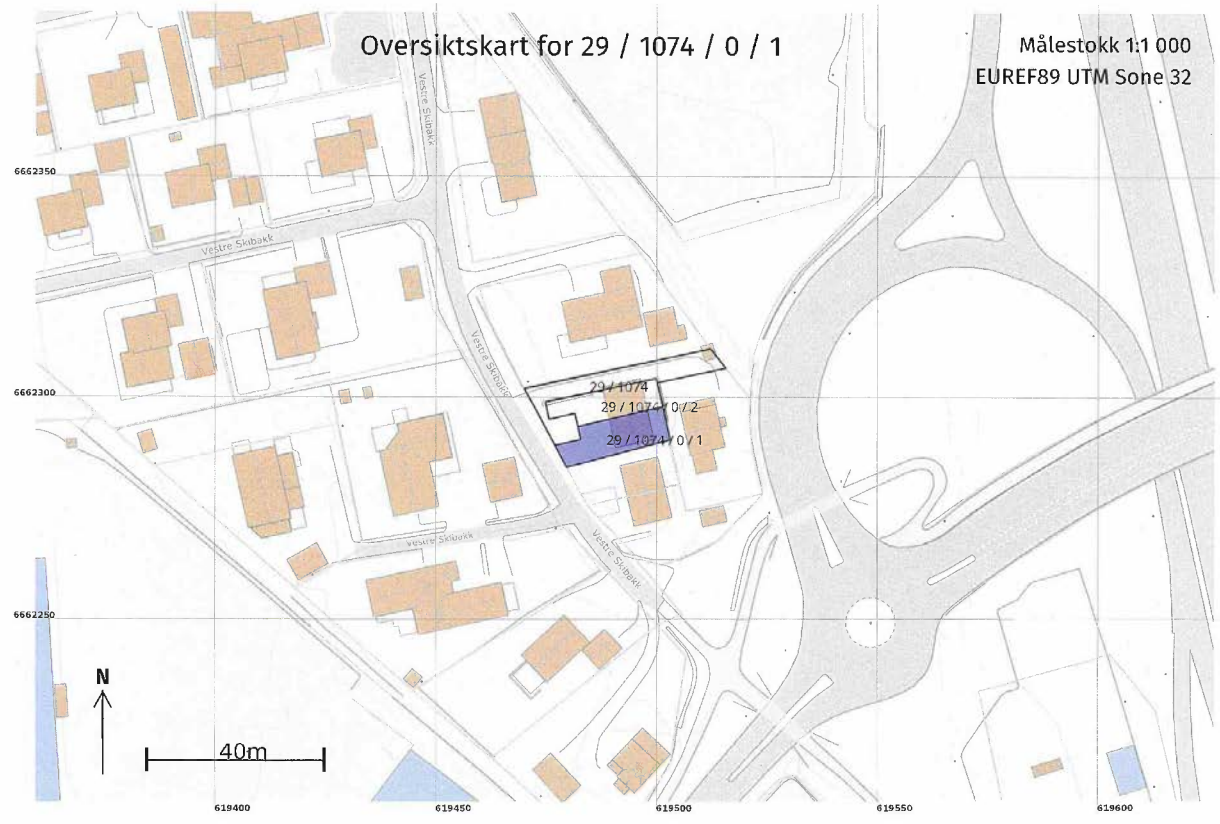 Oversiktskart for 29 / 1074 / 0 / 1
Målestokk 1:1 000
EUREF89 UTM Sone 32
Vestre Skibakk
6662350
Vestre Skibakk
Vestre Skibakk
6662300
29 / 1074
29 / 1074 / 0 / 2
29 / 1074 / 0 / 1
Vestre Skibakk
Vestre Skibakk
6662250
N
40m
619400
619450
619500
619550
619600